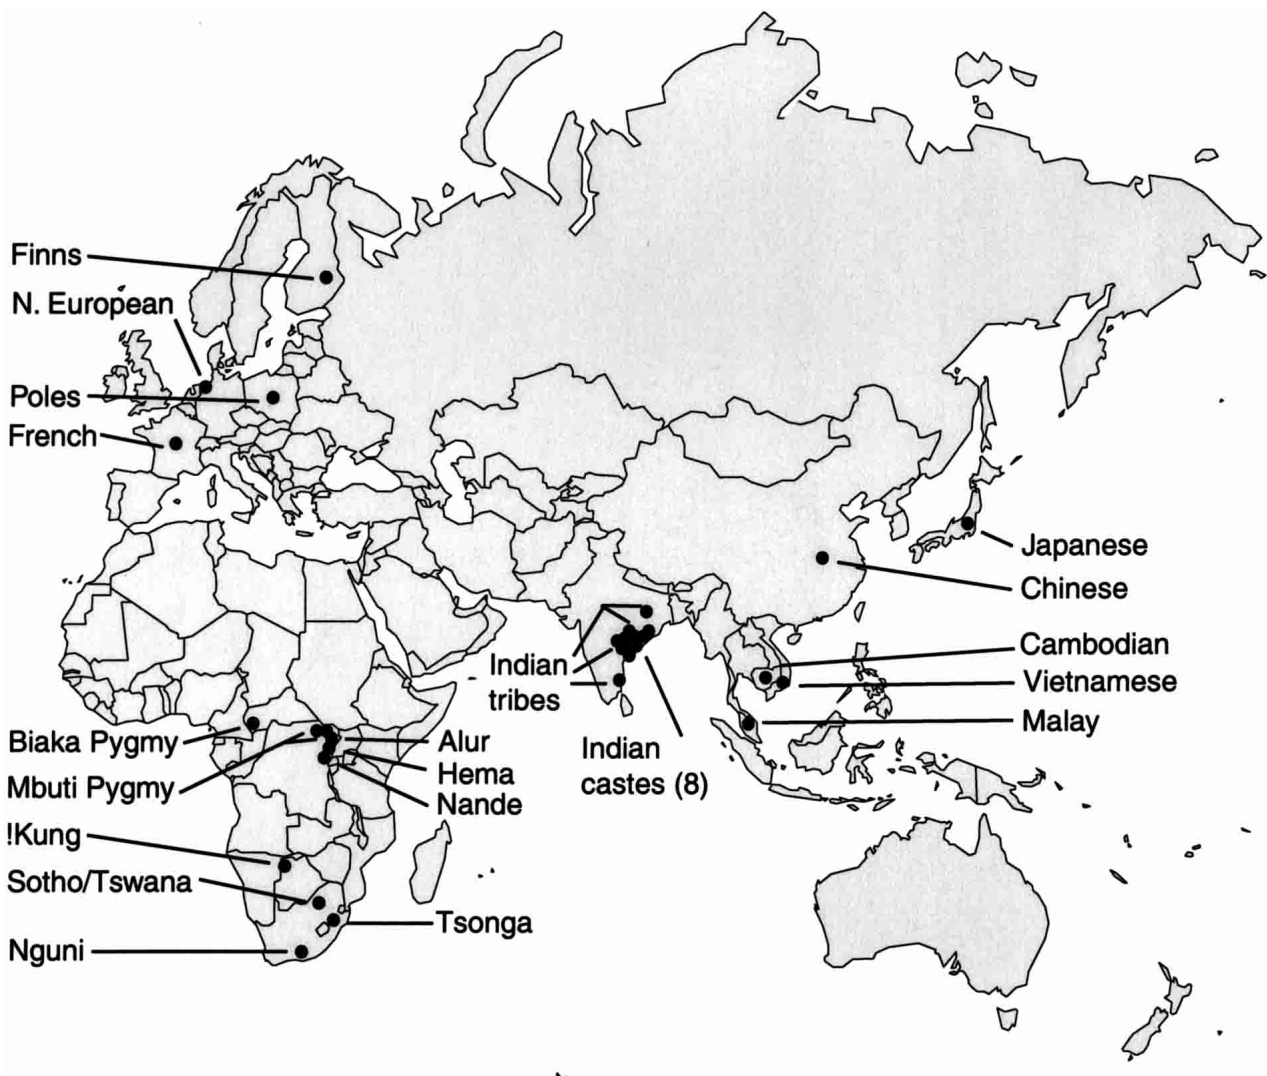 Finns
N. European
Poles
French
Japanese
Chinese
Cambodian
Vietnamese
Malay
Indian
tribes
Indian
castes (8)
Biaka Pygmy
Mbuti Pygmy
Alur
Hema
Nande
!Kung
Sotho/Tswana
Tsonga
Nguni